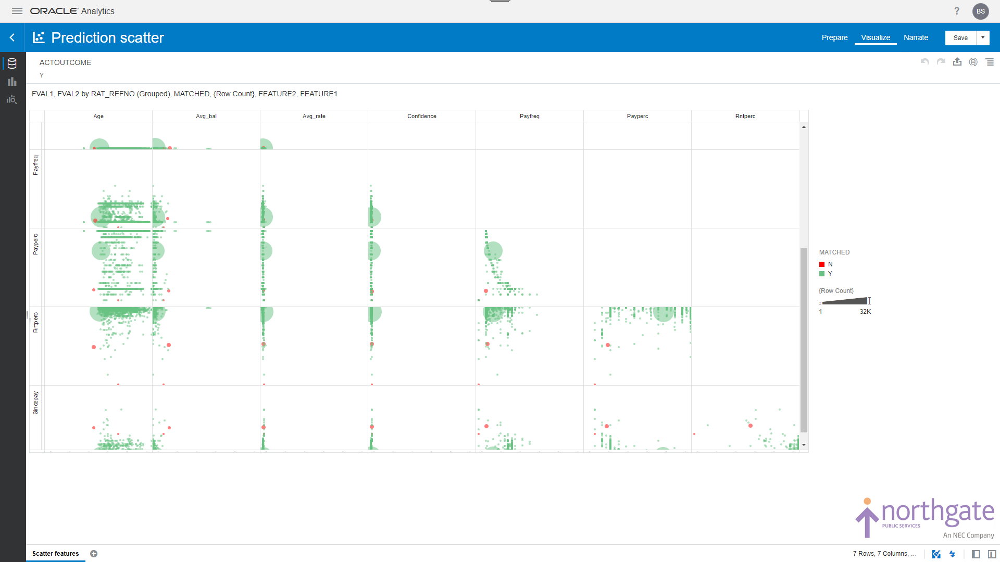 ORACLE Analytics
?
BS
Prediction scatter
Prepare
Visualize
Narrate
Save
ACTOUTCOME
Y
FVAL1, FVAL2 by RAT_REFNO (Grouped), MATCHED, {Row Count}, FEATURE2, FEATURE1
Age
Avg_bal
Avg_rate
Confidence
Payfreq
Payperc
Rntperc
Payfreq
Payperc
Rntperc
Sincepay
MATCHED
N
Y
{Row Count}
1
32K
northgate
PUBLIC SERVICES
An NEC Company
Scatter features
7 Rows, 7 Columns, ...